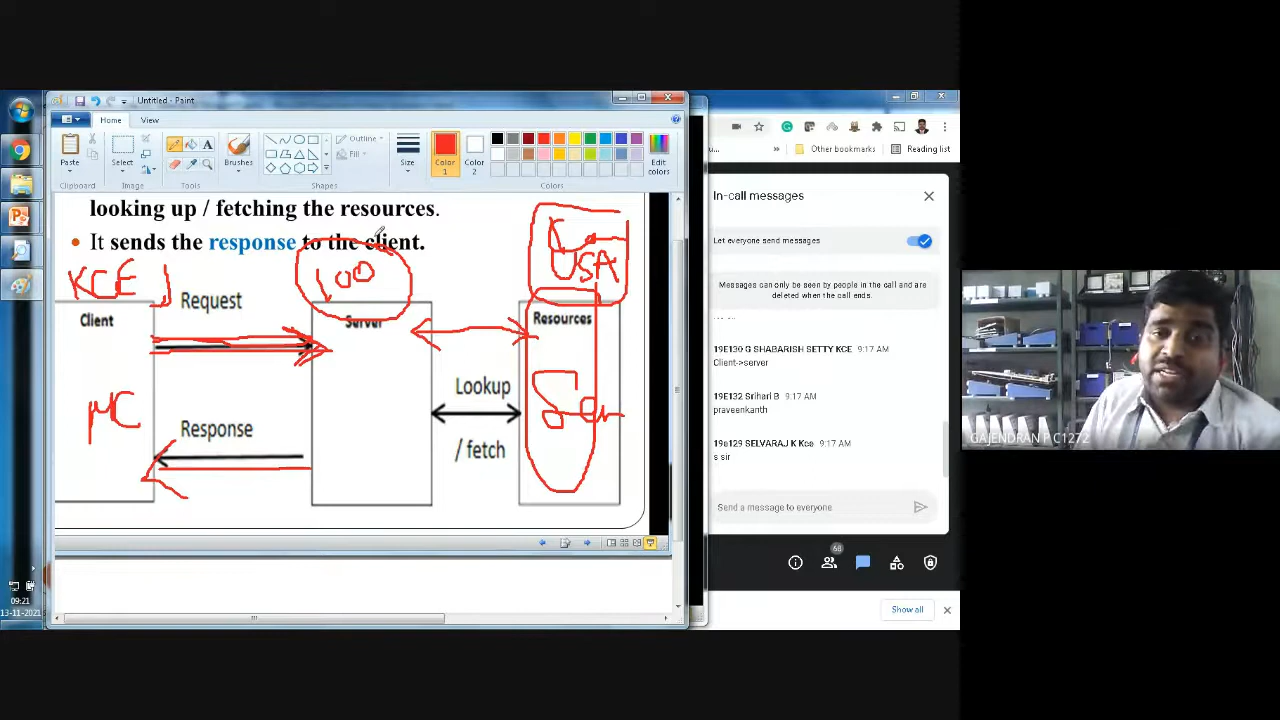 Untitled - Paint
Home
View
Paste
Select
Brushes
Outline
Fill
Size
Color
1
Color
2
Edit
colors
Clipboard
Image
Tools
Shapes
Colors
looking up / fetching the resources.
• It sends the response to the client.
KCE
100
USA
Request
Client
Server
Resources
Lookup
μC
Response
/ fetch
Ser
09:21
13-11-2021
Other bookmarks
Reading list
In-call messages
Let everyone send messages
Messages can only be seen by people in the call and are
deleted when the call ends.
19E130 G SHABARISH SETTY KCE 9:17 AM
Client->server
19E132 Srihari B 9:17 AM
praveenkanth
19e129 SELVARAJ K Kce 9:17 AM
s sir
Send a message to everyone
68
Show all
GAJENDRAN P C1272